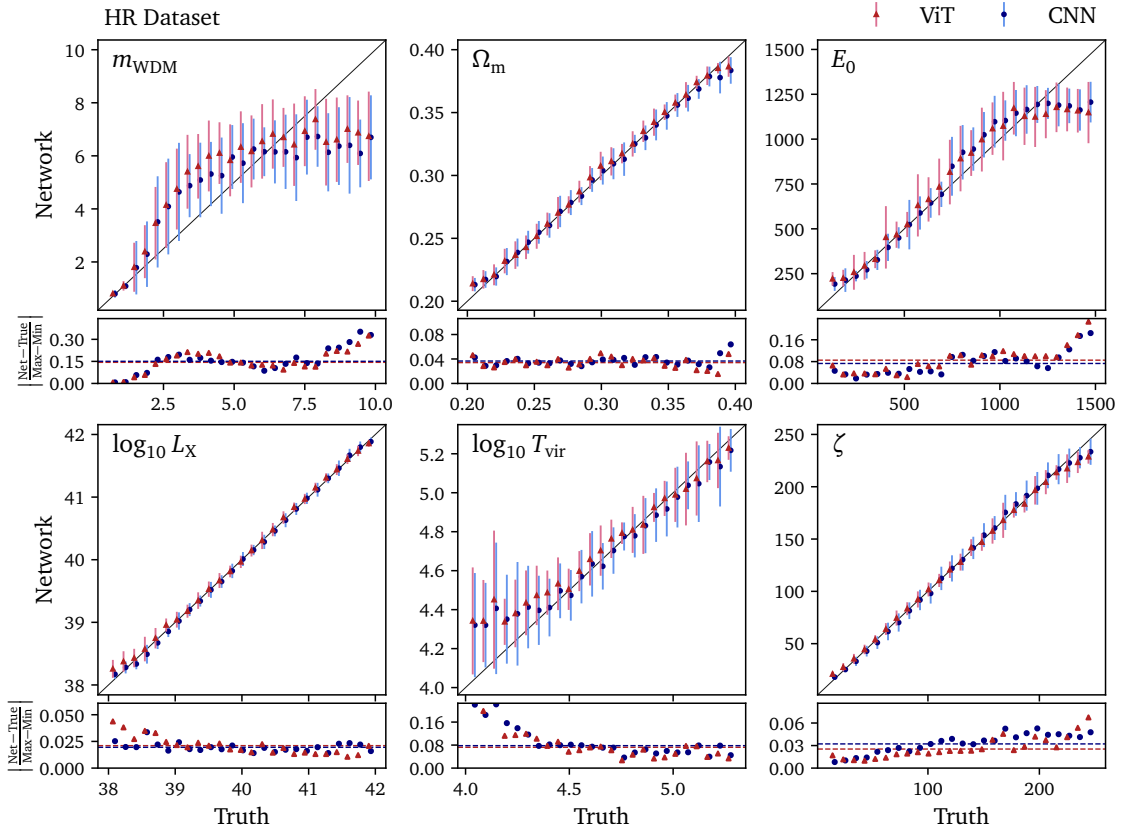 HR Dataset
ViT CNN
m_WDM
Ω_m
E_0
Network
10
8
6
4
2
0.40
0.35
0.30
0.25
0.20
1500
1250
1000
750
500
250
|Net−True / Max−Min|
0.30
0.15
0.00
0.08
0.04
0.00
0.16
0.08
0.00
2.5 5.0 7.5 10.0
0.20 0.25 0.30 0.35 0.40
500 1000 1500
log₁₀ L_X
log₁₀ T_vir
ζ
Network
42
41
40
39
38
5.2
5.0
4.8
4.6
4.4
4.2
4.0
250
200
150
100
50
|Net−True / Max−Min|
0.050
0.025
0.000
0.16
0.08
0.00
0.06
0.03
0.00
38 39 40 41 42
4.0 4.5 5.0
100 200
Truth Truth Truth